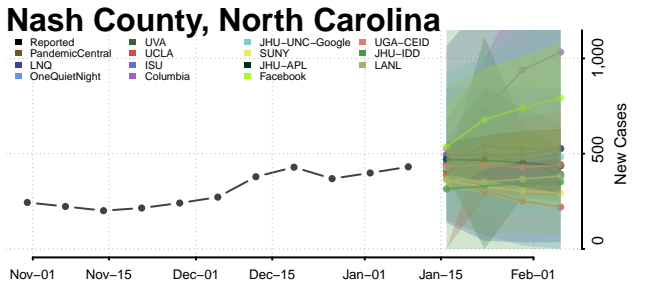 Nash County, North Carolina
Reported UVA JHU−UNC−Google UGA−CEID
PandemicCentral UCLA SUNY JHU−IDD
LNQ ISU JHU−APL LANL
OneQuietNight Columbia Facebook
1,000
500
0
New Cases
Nov−01 Nov−15 Dec−01 Dec−15 Jan−01 Jan−15 Feb−01